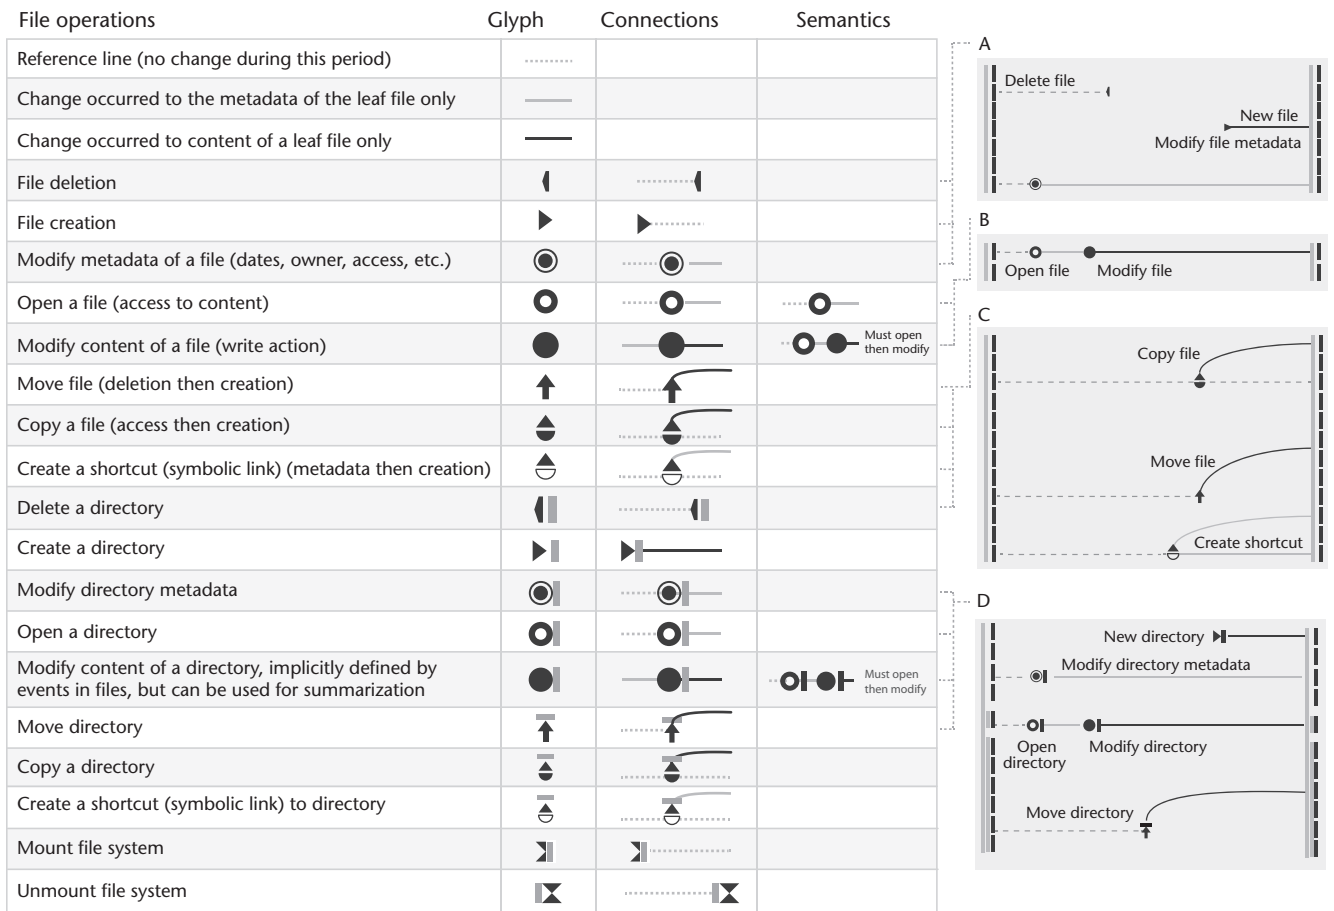 File operations Glyph Connections Semantics
Reference line (no change during this period)
Change occurred to the metadata of the leaf file only
Change occurred to content of a leaf file only
File deletion
File creation
Modify metadata of a file (dates, owner, access, etc.)
Open a file (access to content)
Modify content of a file (write action)
Must open
then modify
Move file (deletion then creation)
Copy a file (access then creation)
Create a shortcut (symbolic link) (metadata then creation)
Delete a directory
Create a directory
Modify directory metadata
Open a directory
Modify content of a directory, implicitly defined by
events in files, but can be used for summarization
Must open
then modify
Move directory
Copy a directory
Create a shortcut (symbolic link) to directory
Mount file system
Unmount file system
A
Delete file
New file
Modify file metadata
B
Open file Modify file
C
Copy file
Move file
Create shortcut
D
New directory
Modify directory metadata
Open
directory
Modify directory
Move directory